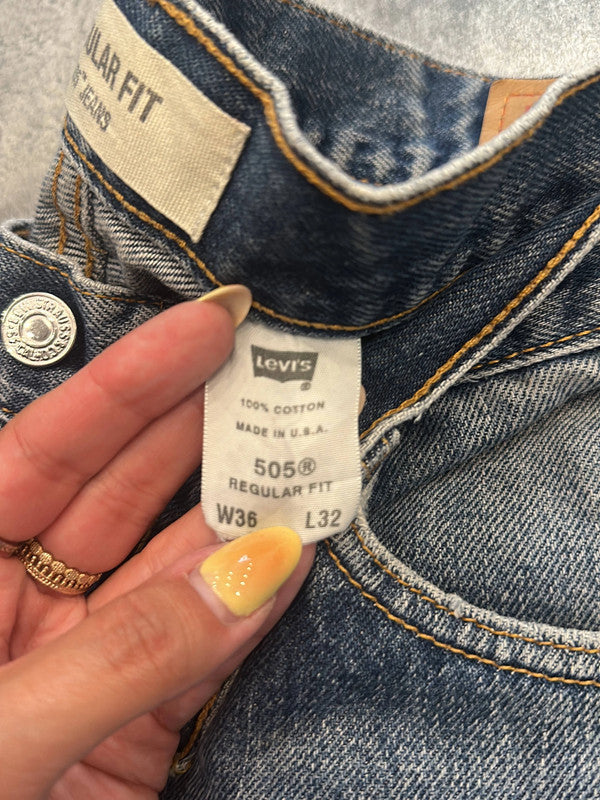 ULAR FIT
JEANS
LEVI'S
®
100% COTTON
MADE IN U.S.A.
505®
REGULAR FIT
W36 L32